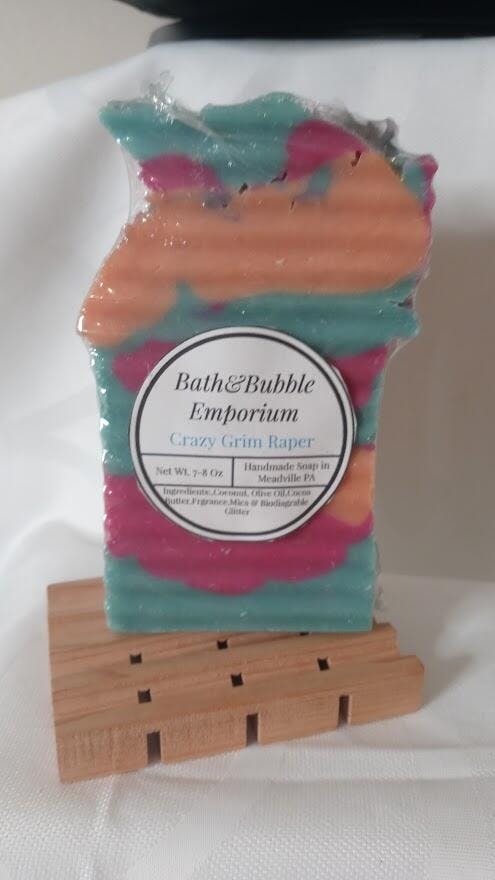 Bath&Bubble
Emporium
Crazy Grim Raper
Net Wt. 7-8 Oz
Handmade Soap in
Meadville PA
Ingredients:,Coconut, Olive Oil,Cocoa
Butter,Frgrance,Mica & Biodiagrable
Glitter